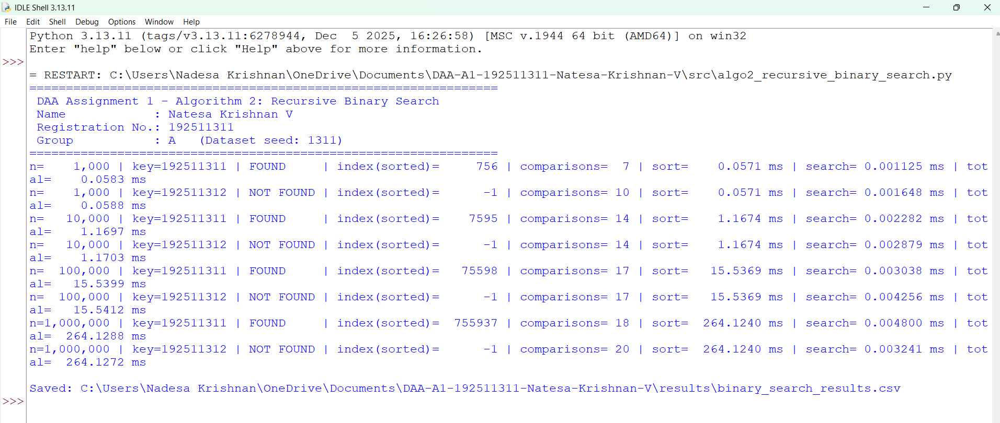 IDLE Shell 3.13.11
File Edit Shell Debug Options Window Help
Python 3.13.11 (tags/v3.13.11:6278944, Dec  5 2025, 16:26:58) [MSC v.1944 64 bit (AMD64)] on win32
Enter "help" below or click "Help" above for more information.
>>>
= RESTART: C:\Users\Nadesa Krishnan\OneDrive\Documents\DAA-A1-192511311-Natesa-Krishnan-V\src\algo2_recursive_binary_search.py
================================================================
DAA Assignment 1 - Algorithm 2: Recursive Binary Search
Name            : Natesa Krishnan V
Registration No.: 192511311
Group           : A   (Dataset seed: 1311)
================================================================
n=    1,000 | key=192511311 | FOUND     | index(sorted)=     756 | comparisons=  7 | sort=    0.0571 ms | search= 0.001125 ms | tot
al=    0.0583 ms
n=    1,000 | key=192511312 | NOT FOUND | index(sorted)=      -1 | comparisons= 10 | sort=    0.0571 ms | search= 0.001648 ms | tot
al=    0.0588 ms
n=   10,000 | key=192511311 | FOUND     | index(sorted)=    7595 | comparisons= 14 | sort=    1.1674 ms | search= 0.002282 ms | tot
al=    1.1697 ms
n=   10,000 | key=192511312 | NOT FOUND | index(sorted)=      -1 | comparisons= 14 | sort=    1.1674 ms | search= 0.002879 ms | tot
al=    1.1703 ms
n=  100,000 | key=192511311 | FOUND     | index(sorted)=   75598 | comparisons= 17 | sort=   15.5369 ms | search= 0.003038 ms | tot
al=   15.5399 ms
n=  100,000 | key=192511312 | NOT FOUND | index(sorted)=      -1 | comparisons= 17 | sort=   15.5369 ms | search= 0.004256 ms | tot
al=   15.5412 ms
n=1,000,000 | key=192511311 | FOUND     | index(sorted)=  755937 | comparisons= 18 | sort=  264.1240 ms | search= 0.004800 ms | tot
al=  264.1288 ms
n=1,000,000 | key=192511312 | NOT FOUND | index(sorted)=      -1 | comparisons= 20 | sort=  264.1240 ms | search= 0.003241 ms | tot
al=  264.1272 ms
Saved: C:\Users\Nadesa Krishnan\OneDrive\Documents\DAA-A1-192511311-Natesa-Krishnan-V\results\binary_search_results.csv
>>>